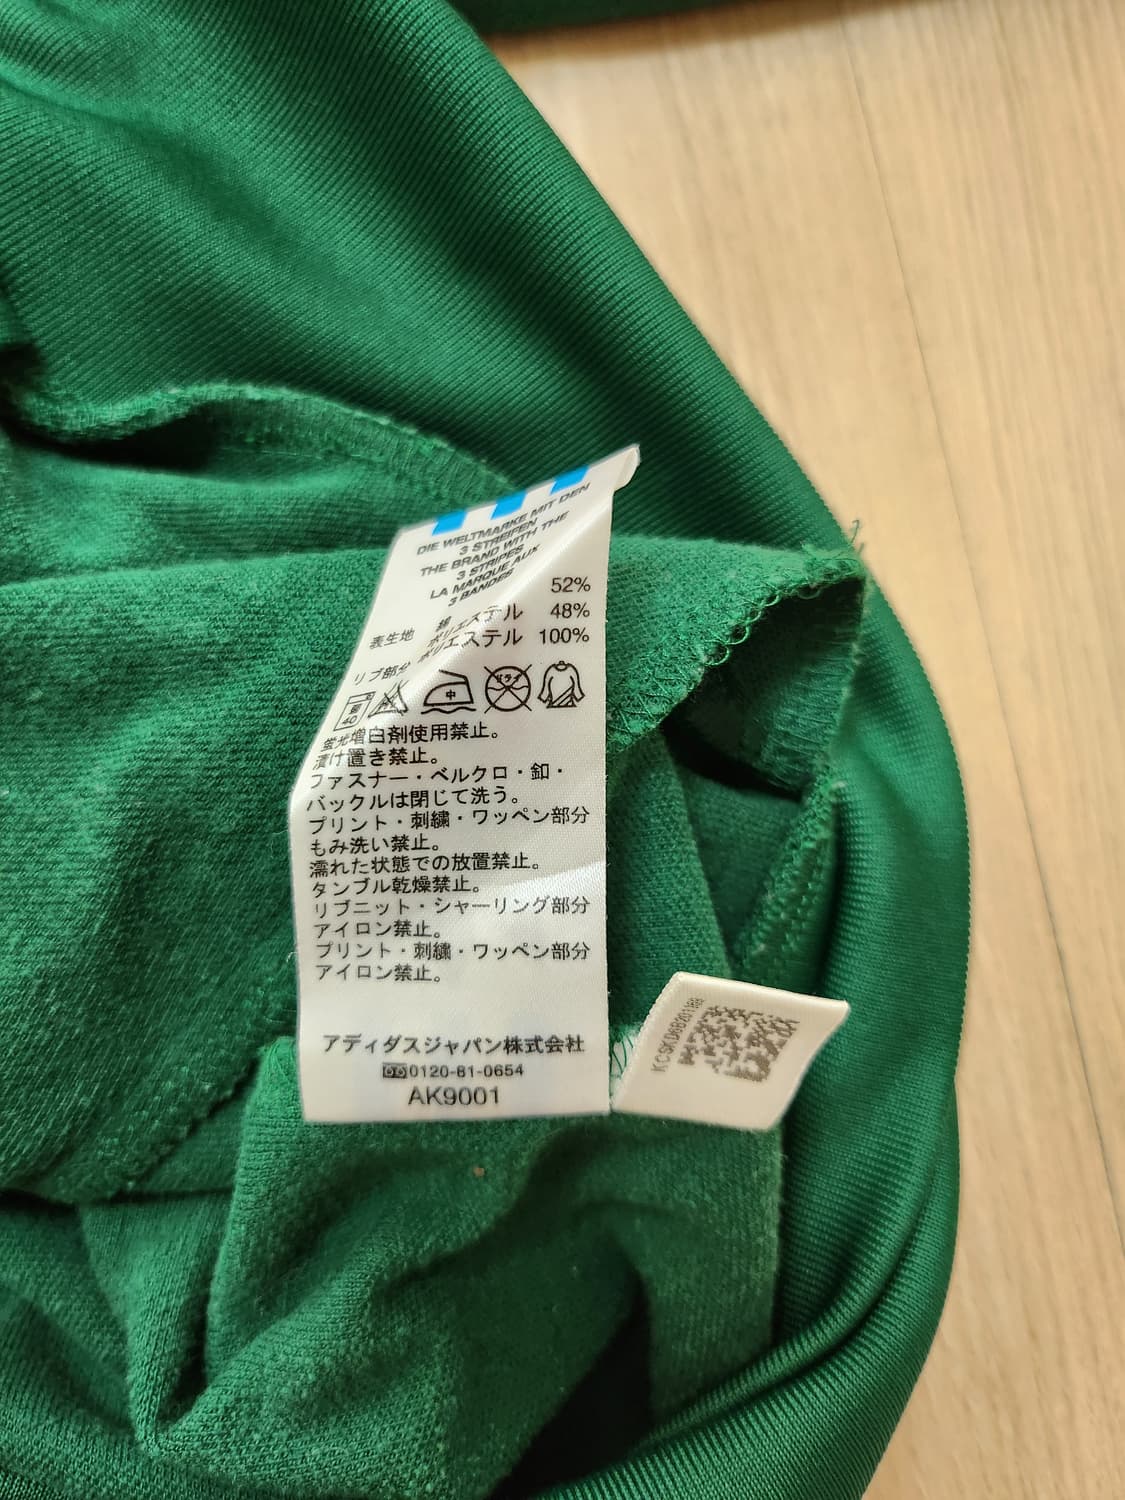 DIE WELTMARKE MIT DEN
3 STREIFEN
THE BRAND WITH THE
3 STRIPES
LA MARQUE AUX
3 BANDES
表生地 綿 52%
ポリエステル 48%
リブ部分 ポリエステル 100%
40 中 ドライ
蛍光増白剤使用禁止。
漬け置き禁止。
ファスナー・ベルクロ・釦・
バックルは閉じて洗う。
プリント・刺繍・ワッペン部分
もみ洗い禁止。
濡れた状態での放置禁止。
タンブル乾燥禁止。
リブニット・シャーリング部分
アイロン禁止。
プリント・刺繍・ワッペン部分
アイロン禁止。
アディダスジャパン株式会社
0120-81-0654
AK9001